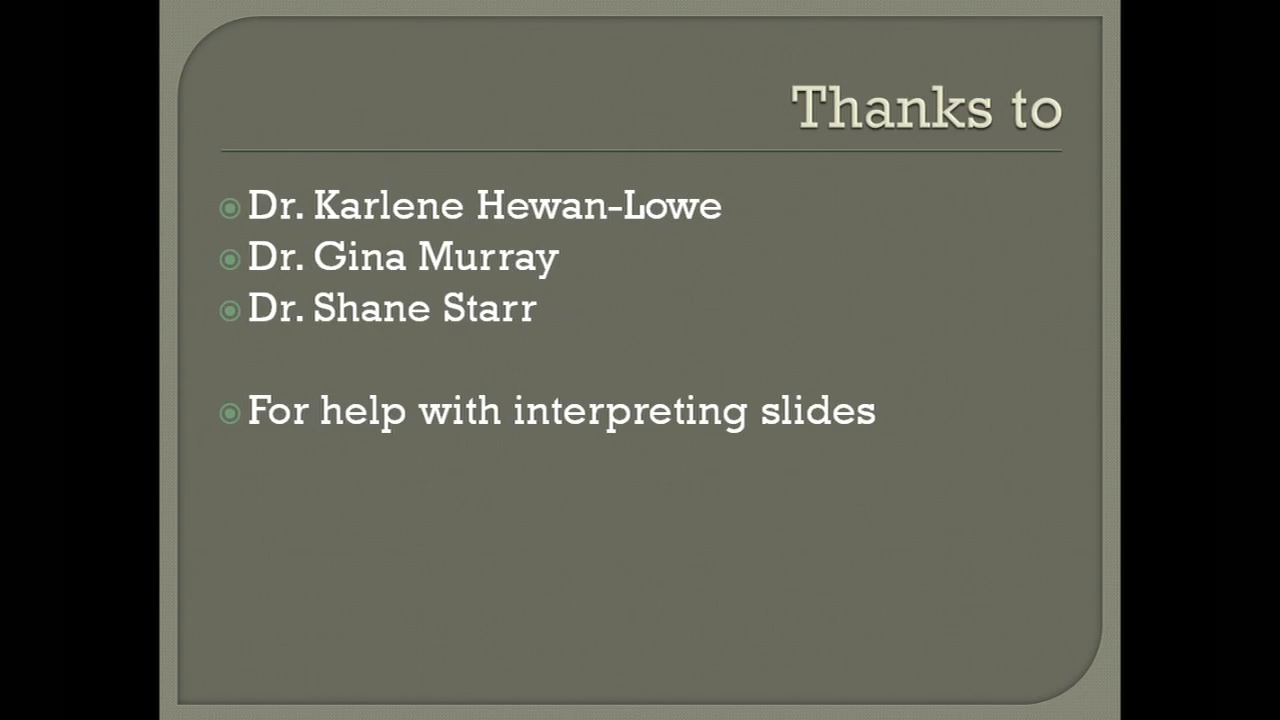 Thanks to
Dr. Karlene Hewan-Lowe
Dr. Gina Murray
Dr. Shane Starr
For help with interpreting slides